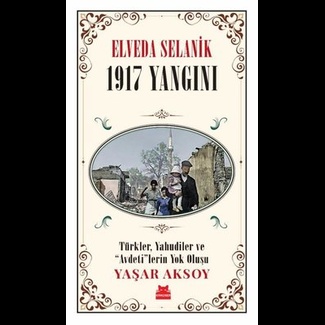 ELVEDA SELANİK
1917 YANGINI
Türkler, Yahudiler ve
"Avdeti"lerin Yok Oluşu
YAŞAR AKSOY